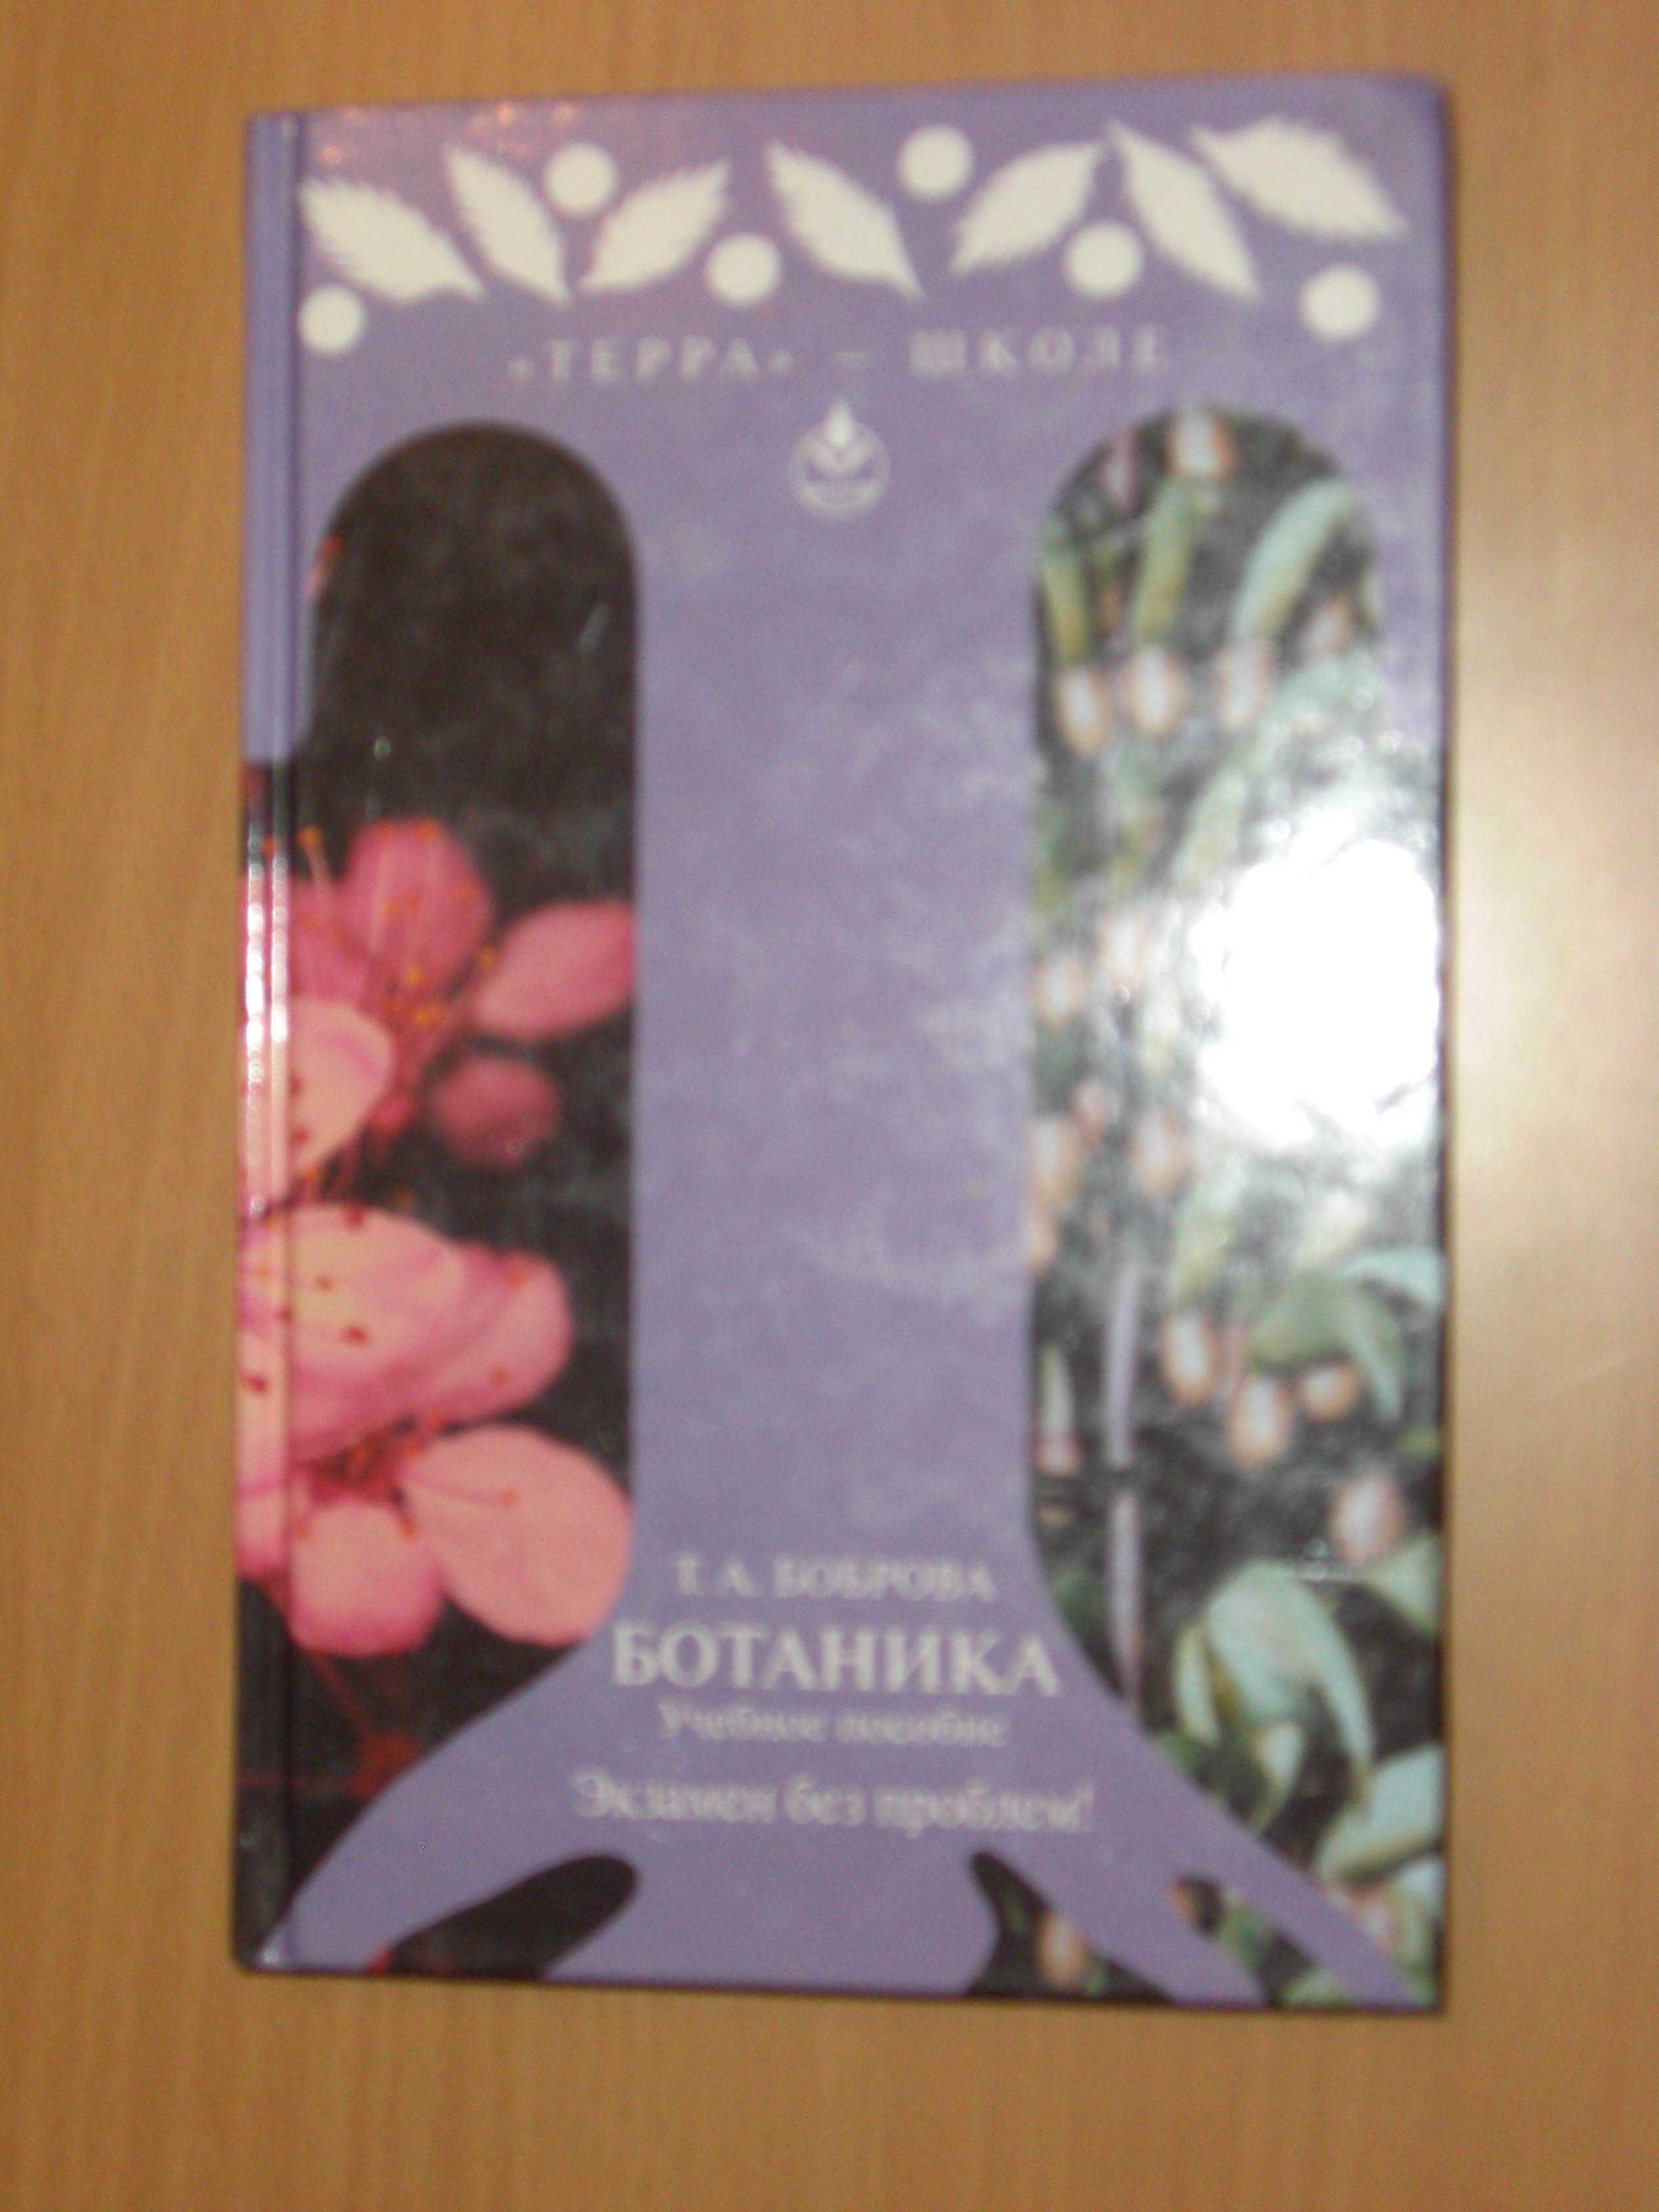 «ТЕРРА» – ШКОЛЕ
Т. А. БОБРОВА
БОТАНИКА
Учебное пособие
Экзамен без проблем!